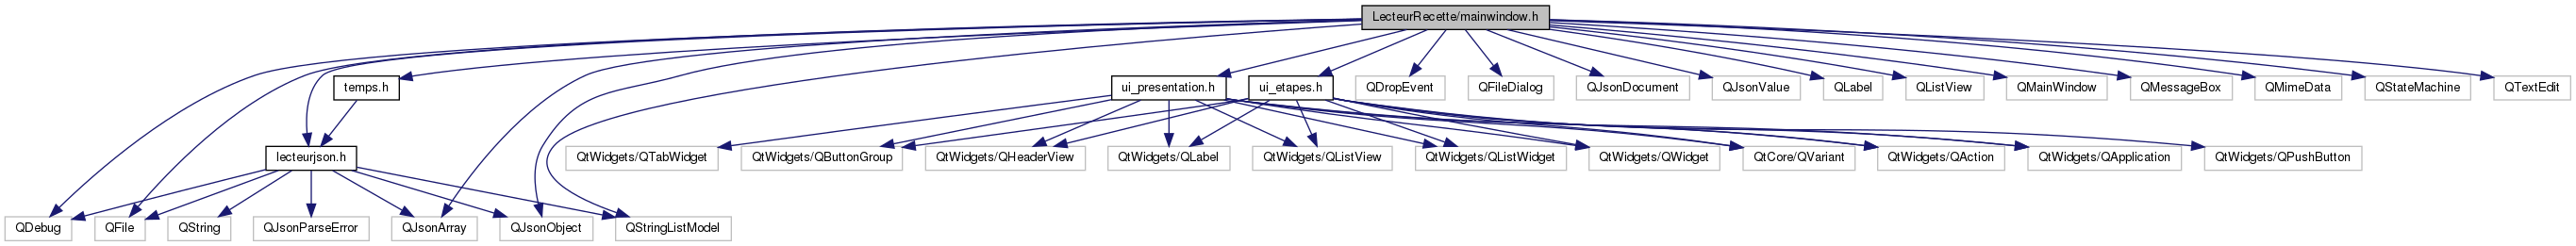 LecteurRecette/mainwindow.h
temps.h
ui_presentation.h
ui_etapes.h
QDropEvent
QFileDialog
QJsonDocument
QJsonValue
QLabel
QListView
QMainWindow
QMessageBox
QMimeData
QStateMachine
QTextEdit
lecteurjson.h
QtWidgets/QTabWidget
QtWidgets/QButtonGroup
QtWidgets/QHeaderView
QtWidgets/QLabel
QtWidgets/QListView
QtWidgets/QListWidget
QtWidgets/QWidget
QtCore/QVariant
QtWidgets/QAction
QtWidgets/QApplication
QtWidgets/QPushButton
QDebug
QFile
QString
QJsonParseError
QJsonArray
QJsonObject
QStringListModel